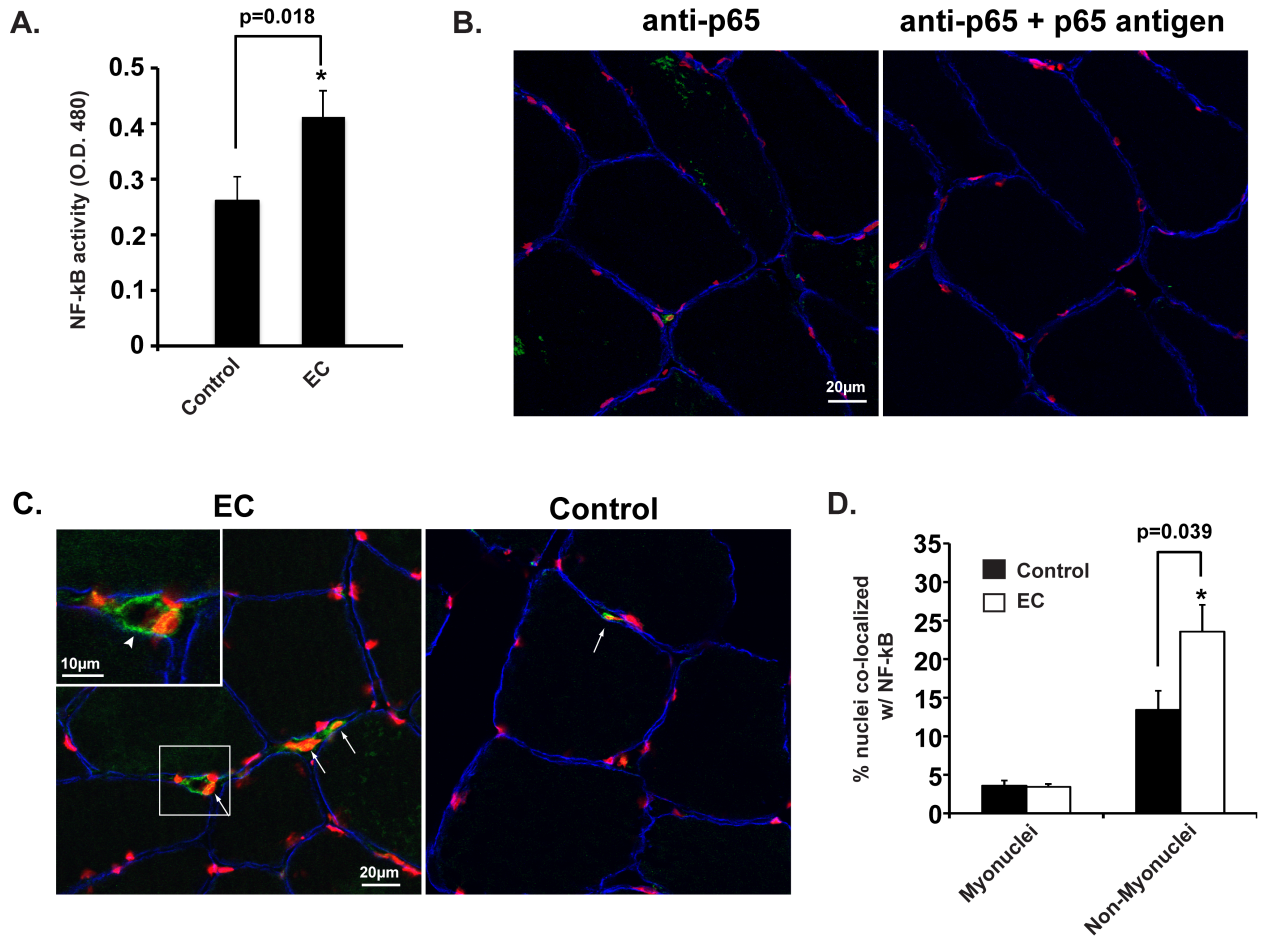 A.
p=0.018
*
NF-kB activity (O.D. 480)
0.5
0.4
0.3
0.2
0.1
0
Control
EC
B.
anti-p65
anti-p65 + p65 antigen
20µm
C.
EC
Control
10µm
20µm
D.
p=0.039
*
% nuclei co-localized
w/ NF-kB
35
30
25
20
15
10
5
0
Control
EC
Myonuclei
Non-Myonuclei